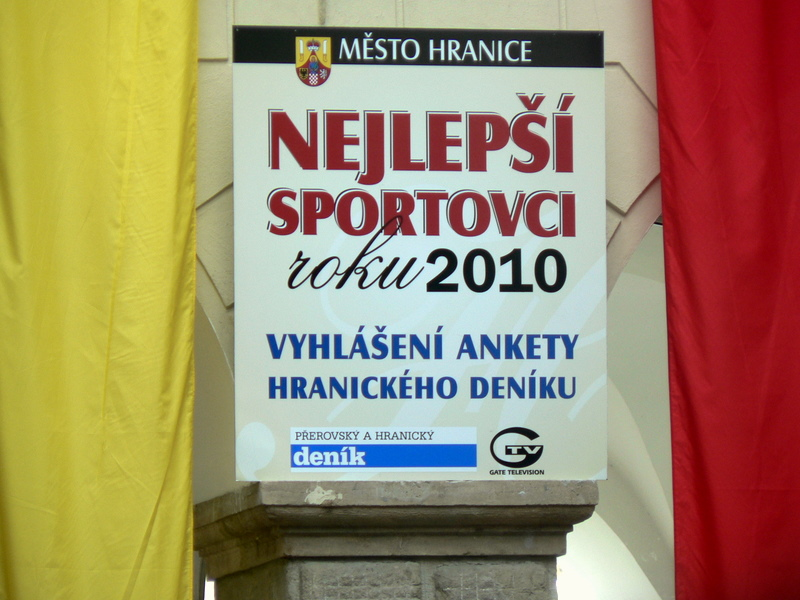 MĚSTO HRANICE
NEJLEPŠÍ
SPORTOVCI
roku 2010
VYHLÁŠENÍ ANKETY
HRANICKÉHO DENÍKU
PŘEROVSKÝ A HRANICKÝ
deník
GTV
GATE TELEVISION